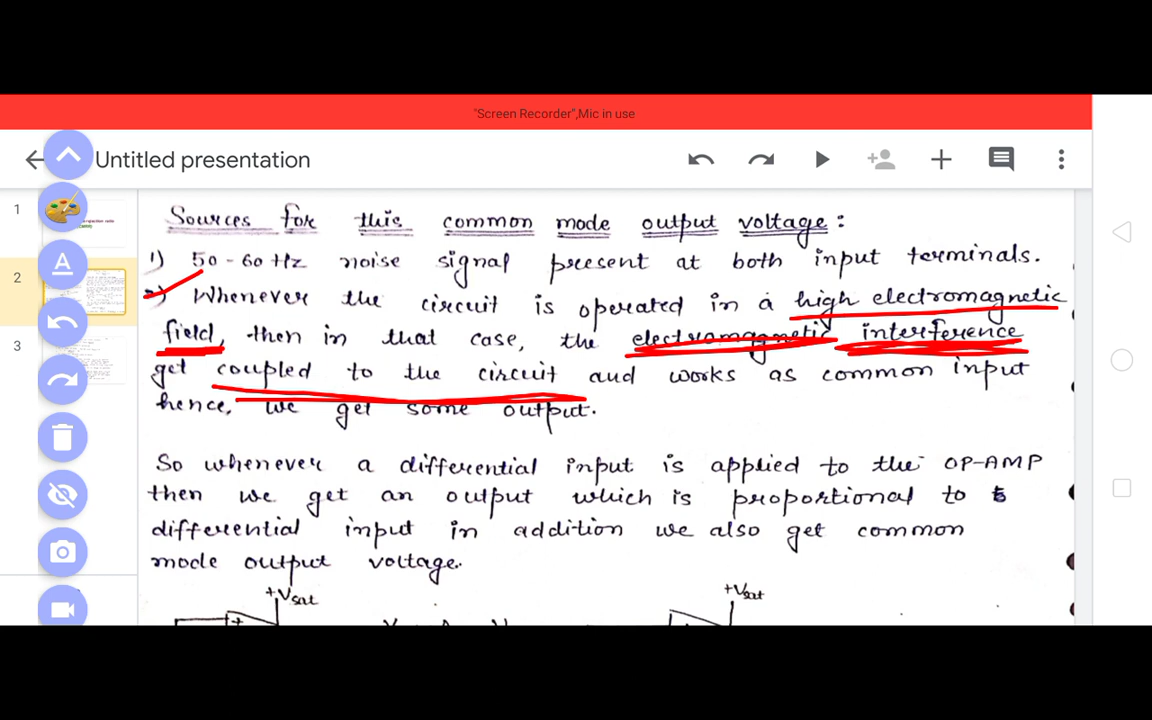 "Screen Recorder",Mic in use
Untitled presentation
1
2
3
Sources for this common mode output voltage:
1) 50-60 Hz noise signal present at both input terminals.
2) Whenever the circuit is operated in a high electromagnetic
field, then in that case, the electromagnetic interference
get coupled to the circuit and works as common input
hence, we get some output.
So whenever a differential input is applied to the OP-AMP
then we get an output which is proportional to
differential input in addition we also get common
mode output voltage.
+Vsat
+Vsat